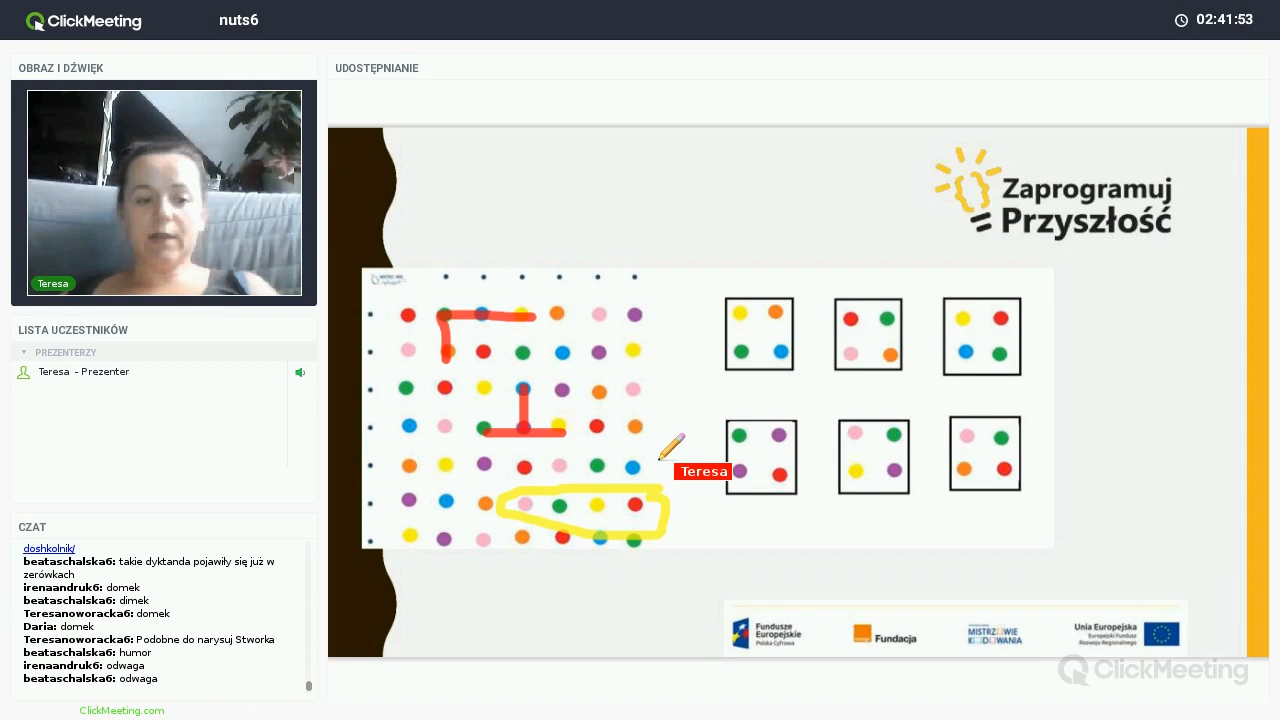 ClickMeeting
nuts6
02:41:53
OBRAZ I DŹWIĘK
UDOSTĘPNIANIE
Teresa
LISTA UCZESTNIKÓW
PREZENTERZY
Teresa - Prezenter
CZAT
doshkolnik/
beataschalska6: takie dyktanda pojawiły się już w
zerówkach
irenaandruk6: domek
beataschalska6: dimek
Teresanoworacka6: domek
Daria: domek
Teresanoworacka6: Podobne do narysuj Stworka
beataschalska6: humor
irenaandruk6: odwaga
beataschalska6: odwaga
ClickMeeting.com
Zaprogramuj
Przyszłość
Teresa
Fundusze
Europejskie
Polska Cyfrowa
Fundacja
MISTRZOWIE
KODOWANIA
Unia Europejska
Europejski Fundusz
Rozwoju Regionalnego
ClickMeeting